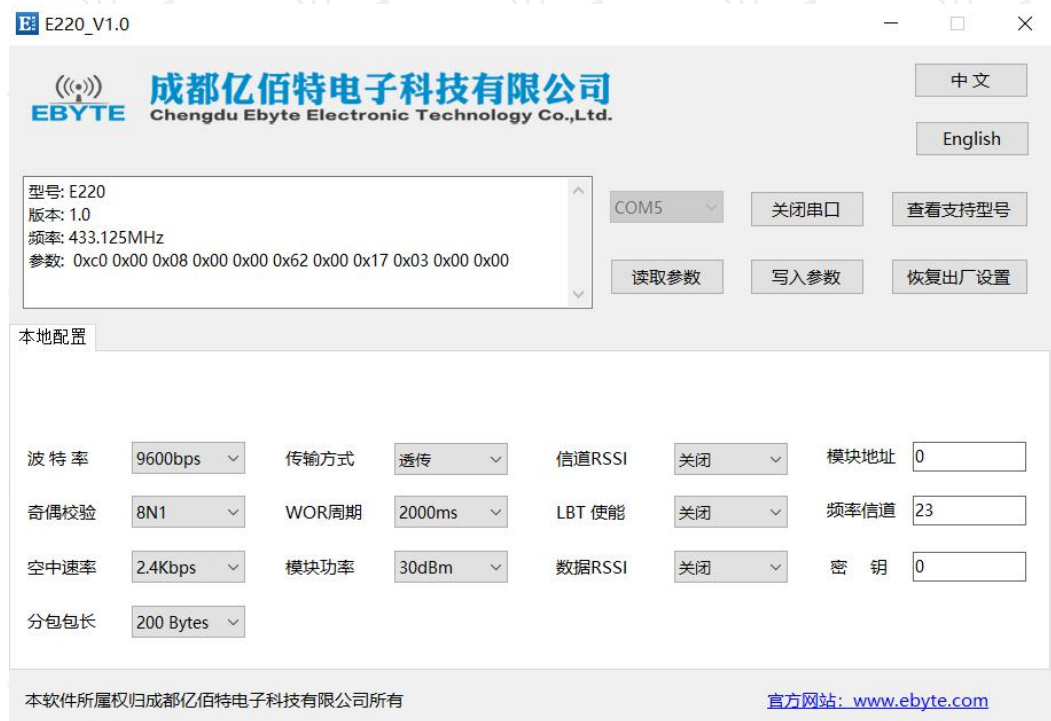 E220_V1.0
EBYTE
成都亿佰特电子科技有限公司
Chengdu Ebyte Electronic Technology Co.,Ltd.
中文
English
型号: E220
版本: 1.0
频率: 433.125MHz
参数: 0xc0 0x00 0x08 0x00 0x00 0x62 0x00 0x17 0x03 0x00 0x00
COM5
关闭串口
查看支持型号
读取参数
写入参数
恢复出厂设置
本地配置
波特率 9600bps 传输方式 透传 信道RSSI 关闭 模块地址 0
奇偶校验 8N1 WOR周期 2000ms LBT 使能 关闭 频率信道 23
空中速率 2.4Kbps 模块功率 30dBm 数据RSSI 关闭 密 钥 0
分包包长 200 Bytes
本软件所属权归成都亿佰特电子科技有限公司所有
官方网站：www.ebyte.com